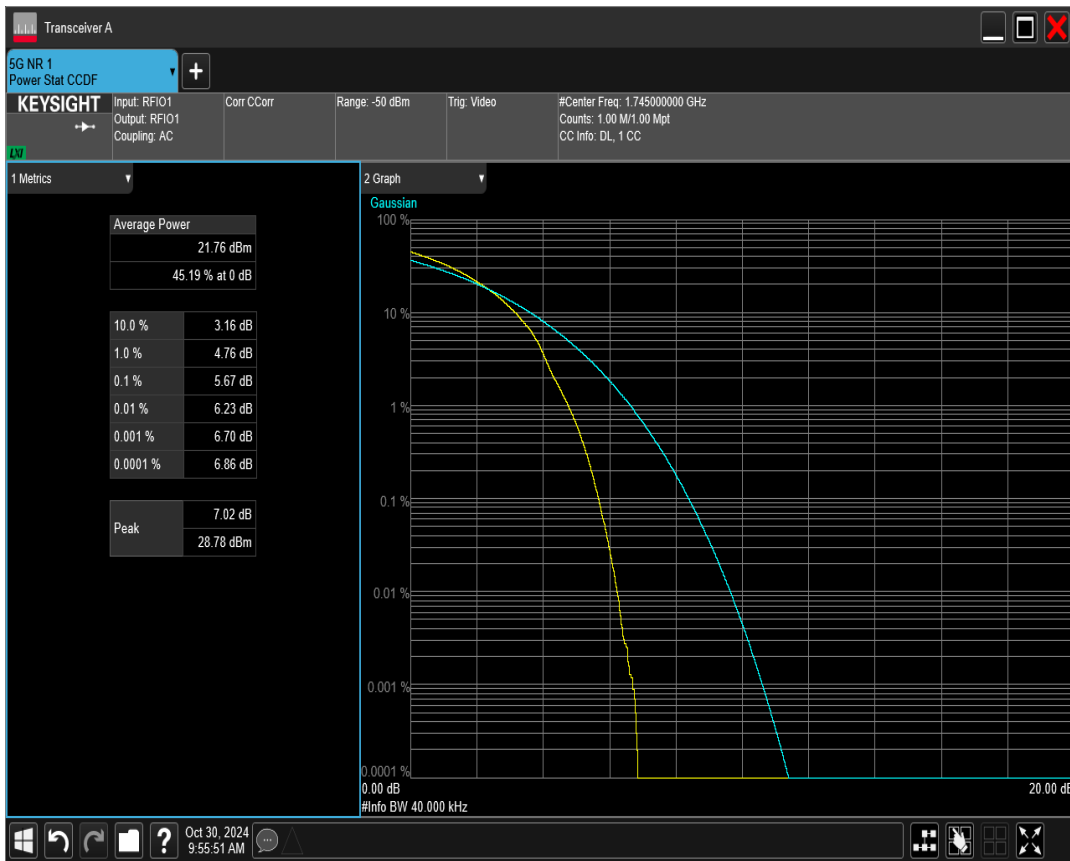 Transceiver A
5G NR 1
Power Stat CCDF
+
KEYSIGHT
LXI
Input: RFIO1
Output: RFIO1
Coupling: AC
Corr CCorr
Range: -50 dBm
Trig: Video
#Center Freq: 1.745000000 GHz
Counts: 1.00 M/1.00 Mpt
CC Info: DL, 1 CC
1 Metrics
Average Power
21.76 dBm
45.19 % at 0 dB
10.0 % 3.16 dB
1.0 % 4.76 dB
0.1 % 5.67 dB
0.01 % 6.23 dB
0.001 % 6.70 dB
0.0001 % 6.86 dB
Peak 7.02 dB
28.78 dBm
2 Graph
Gaussian
100 %
10 %
1 %
0.1 %
0.01 %
0.001 %
0.0001 %
0.00 dB 20.00 dB
#Info BW 40.000 kHz
?
Oct 30, 2024
9:55:51 AM